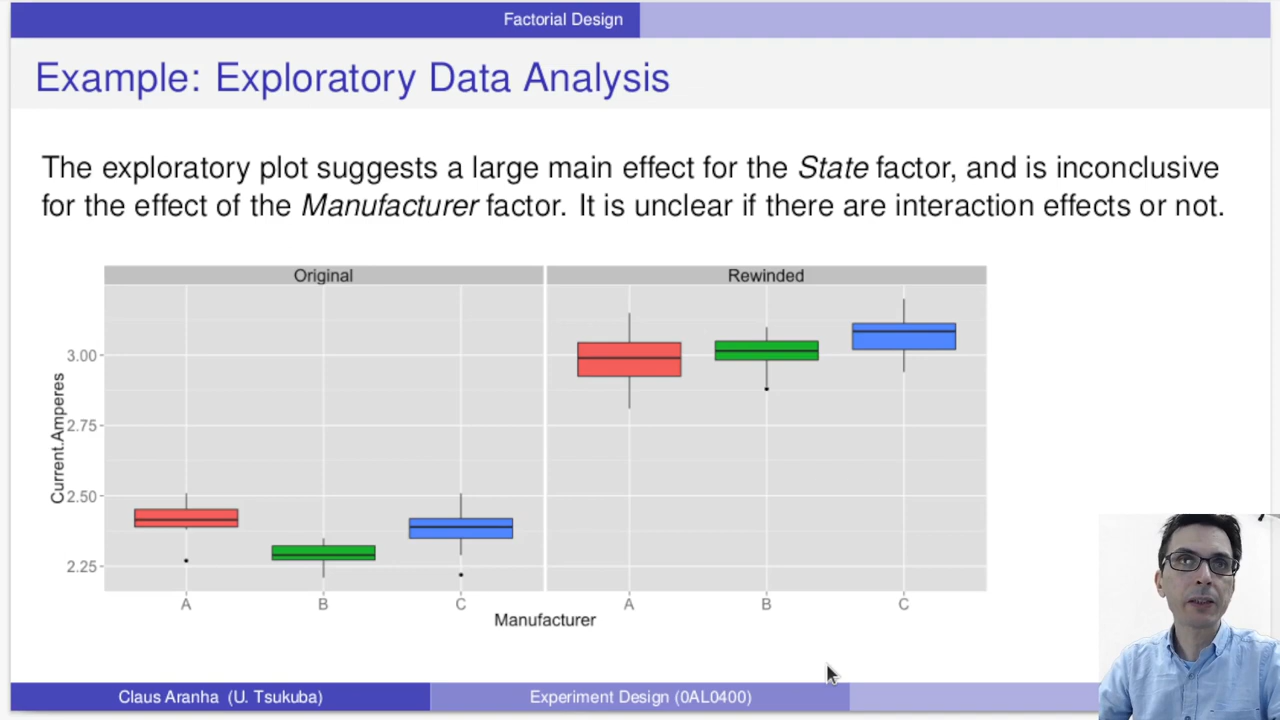 Factorial Design
Example: Exploratory Data Analysis
The exploratory plot suggests a large main effect for the State factor, and is inconclusive
for the effect of the Manufacturer factor. It is unclear if there are interaction effects or not.
Original
Rewinded
Current.Amperes
3.00
2.75
2.50
2.25
A
B
C
A
B
C
Manufacturer
Claus Aranha (U. Tsukuba)
Experiment Design (0AL0400)